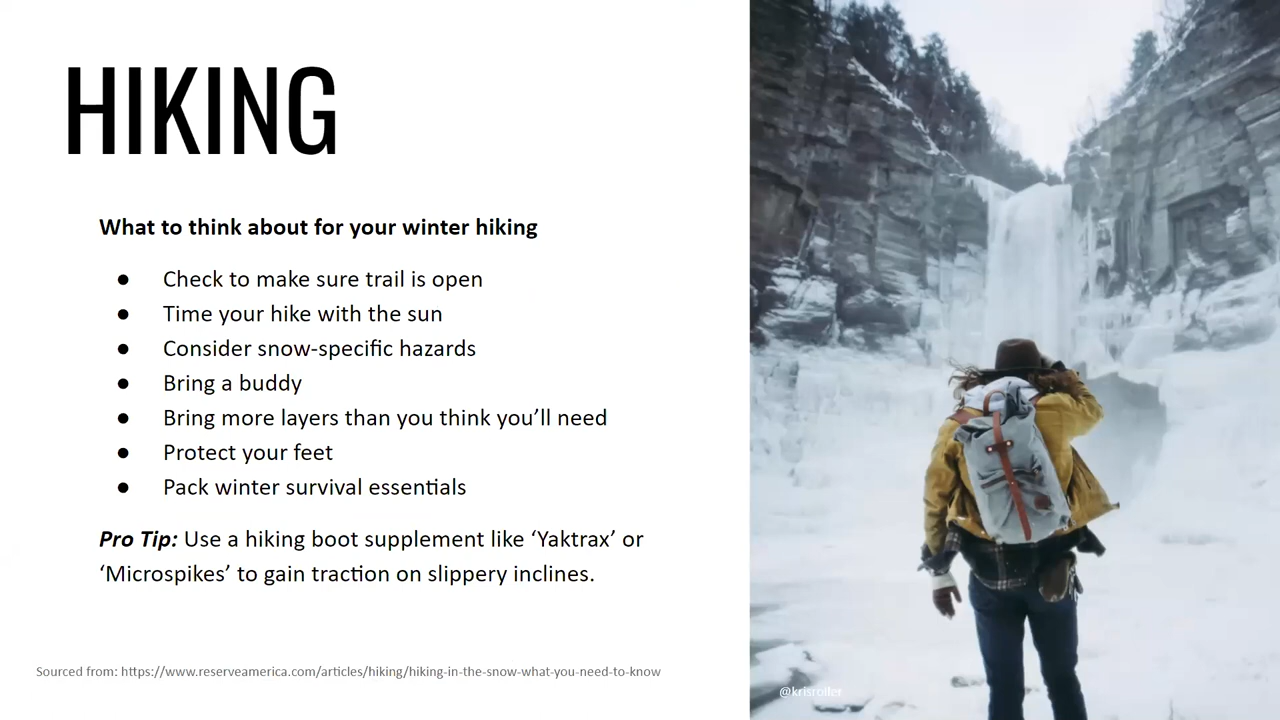 HIKING
What to think about for your winter hiking
● Check to make sure trail is open
● Time your hike with the sun
● Consider snow-specific hazards
● Bring a buddy
● Bring more layers than you think you’ll need
● Protect your feet
● Pack winter survival essentials
Pro Tip: Use a hiking boot supplement like ‘Yaktrax’ or
‘Microspikes’ to gain traction on slippery inclines.
Sourced from: https://www.reserveamerica.com/articles/hiking/hiking-in-the-snow-what-you-need-to-know
@krisroller